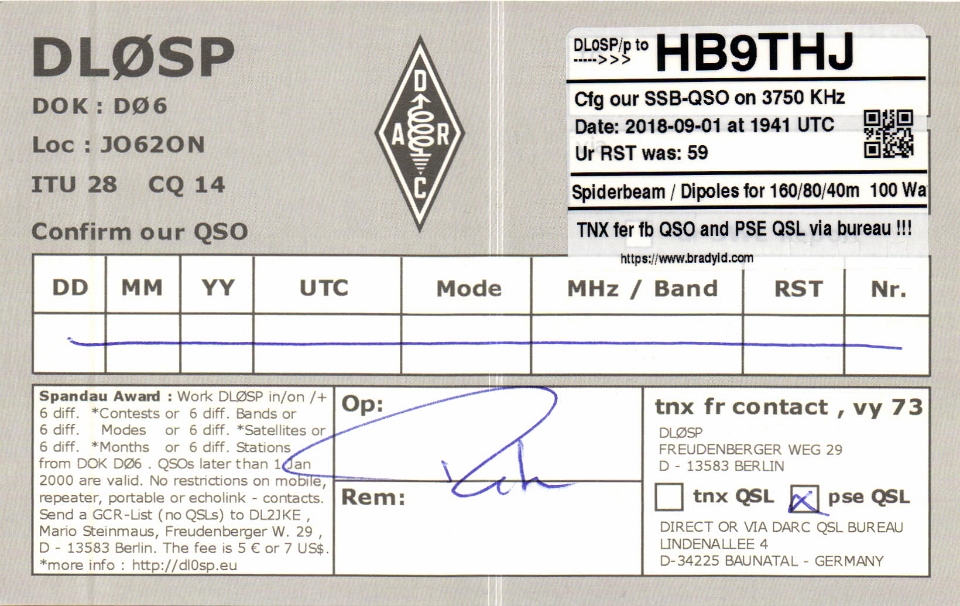 DLØSP
DOK : DØ6
Loc : JO62ON
ITU 28 CQ 14
Confirm our QSO
D
A R
C
DLoSP/p to HB9THJ
----->>>
Cfg our SSB-QSO on 3750 KHz
Date: 2018-09-01 at 1941 UTC
Ur RST was: 59
Spiderbeam / Dipoles for 160/80/40m 100 Wa
TNX fer fb QSO and PSE QSL via bureau !!!
https://www.bradyId.com
DD MM YY UTC Mode MHz / Band RST Nr.
Spandau Award : Work DLØSP in/on /+
6 diff. *Contests or 6 diff. Bands or
6 diff. Modes or 6 diff. *Satellites or
6 diff. *Months or 6 diff. Stations
from DOK DØ6 . QSOs later than 1 Jan
2000 are valid. No restrictions on mobile,
repeater, portable or echolink - contacts.
Send a GCR-List (no QSLs) to DL2JKE ,
Mario Steinmaus, Freudenberger W. 29 ,
D - 13583 Berlin. The fee is 5 € or 7 US$.
*more info : http://dl0sp.eu
Op:
Rem:
tnx fr contact , vy 73
DLØSP
FREUDENBERGER WEG 29
D - 13583 BERLIN
tnx QSL pse QSL
DIRECT OR VIA DARC QSL BUREAU
LINDENALLEE 4
D-34225 BAUNATAL - GERMANY